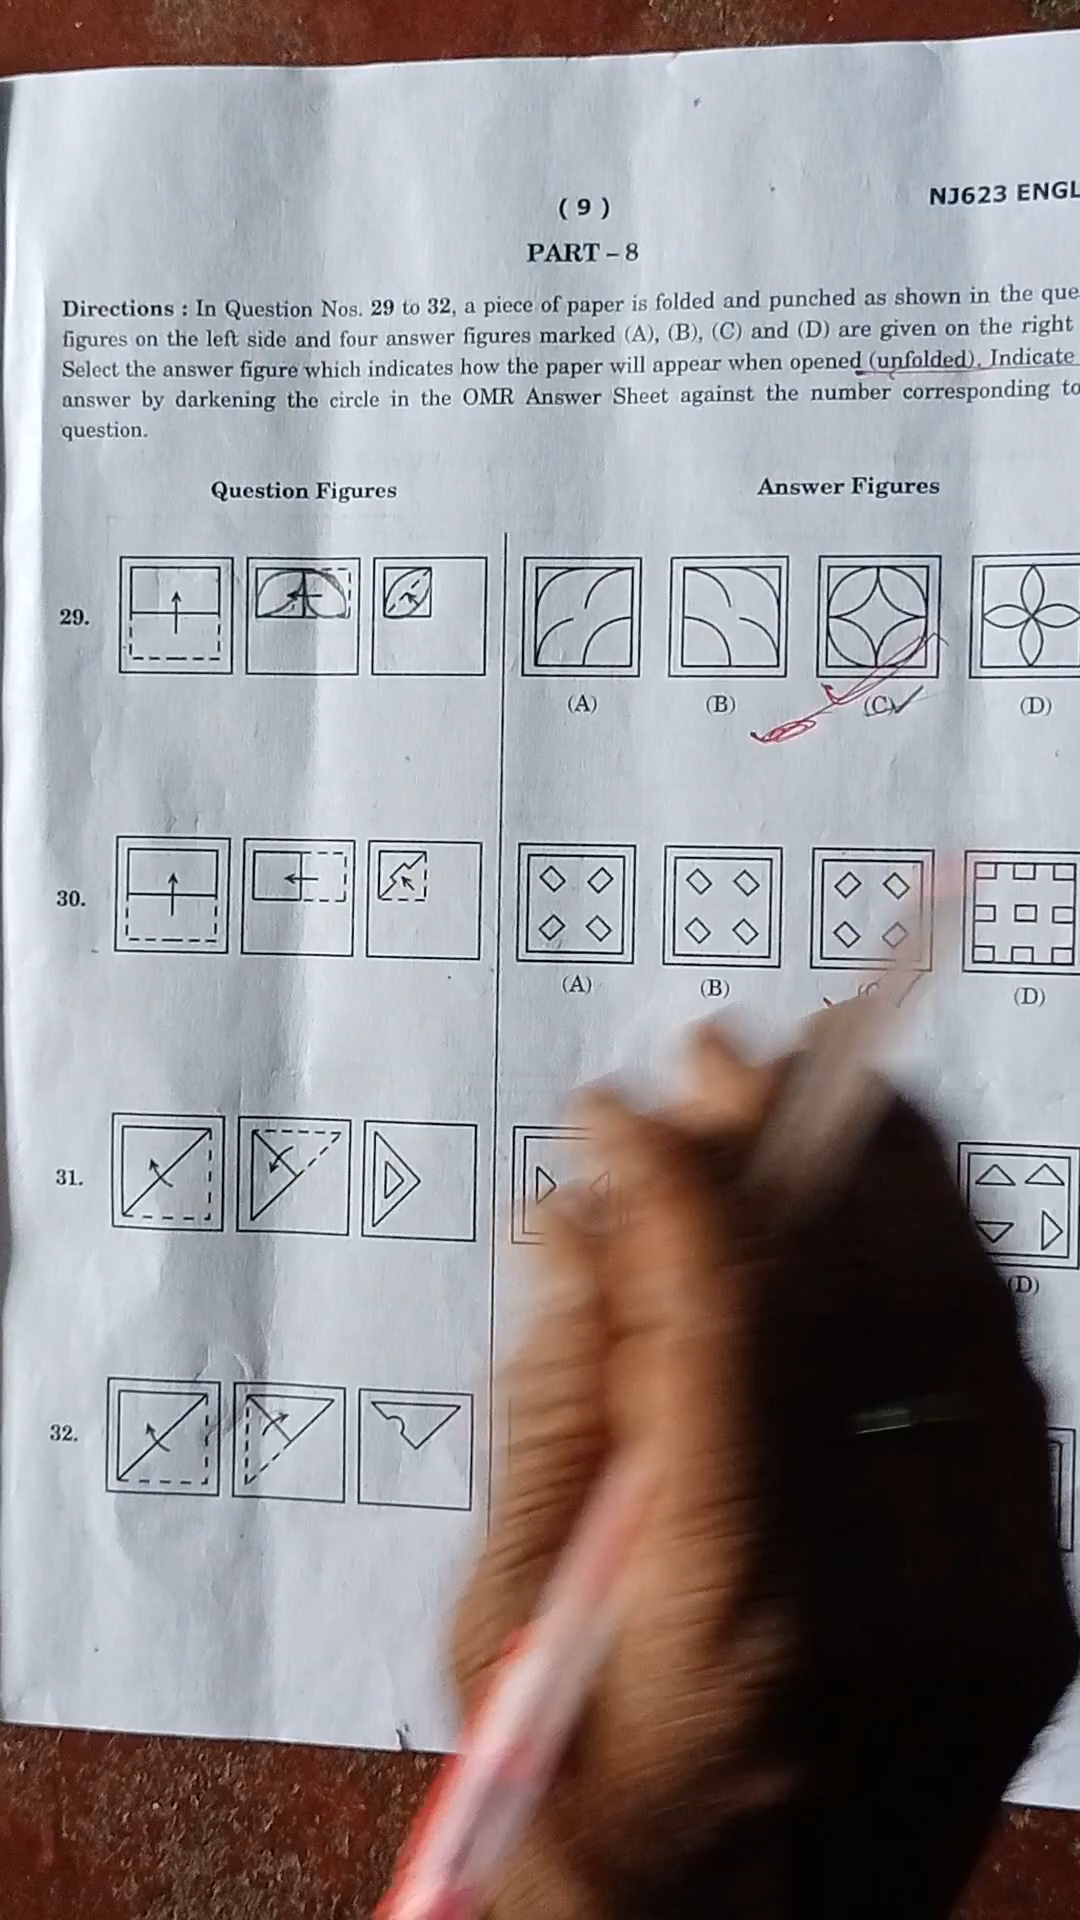 ( 9 )
NJ623 ENGL
PART – 8
Directions : In Question Nos. 29 to 32, a piece of paper is folded and punched as shown in the que
figures on the left side and four answer figures marked (A), (B), (C) and (D) are given on the right
Select the answer figure which indicates how the paper will appear when opened (unfolded). Indicate
answer by darkening the circle in the OMR Answer Sheet against the number corresponding to
question.
Question Figures
Answer Figures
29.
(A)
(B)
(C)
(D)
30.
(A)
(B)
(D)
31.
(D)
32.